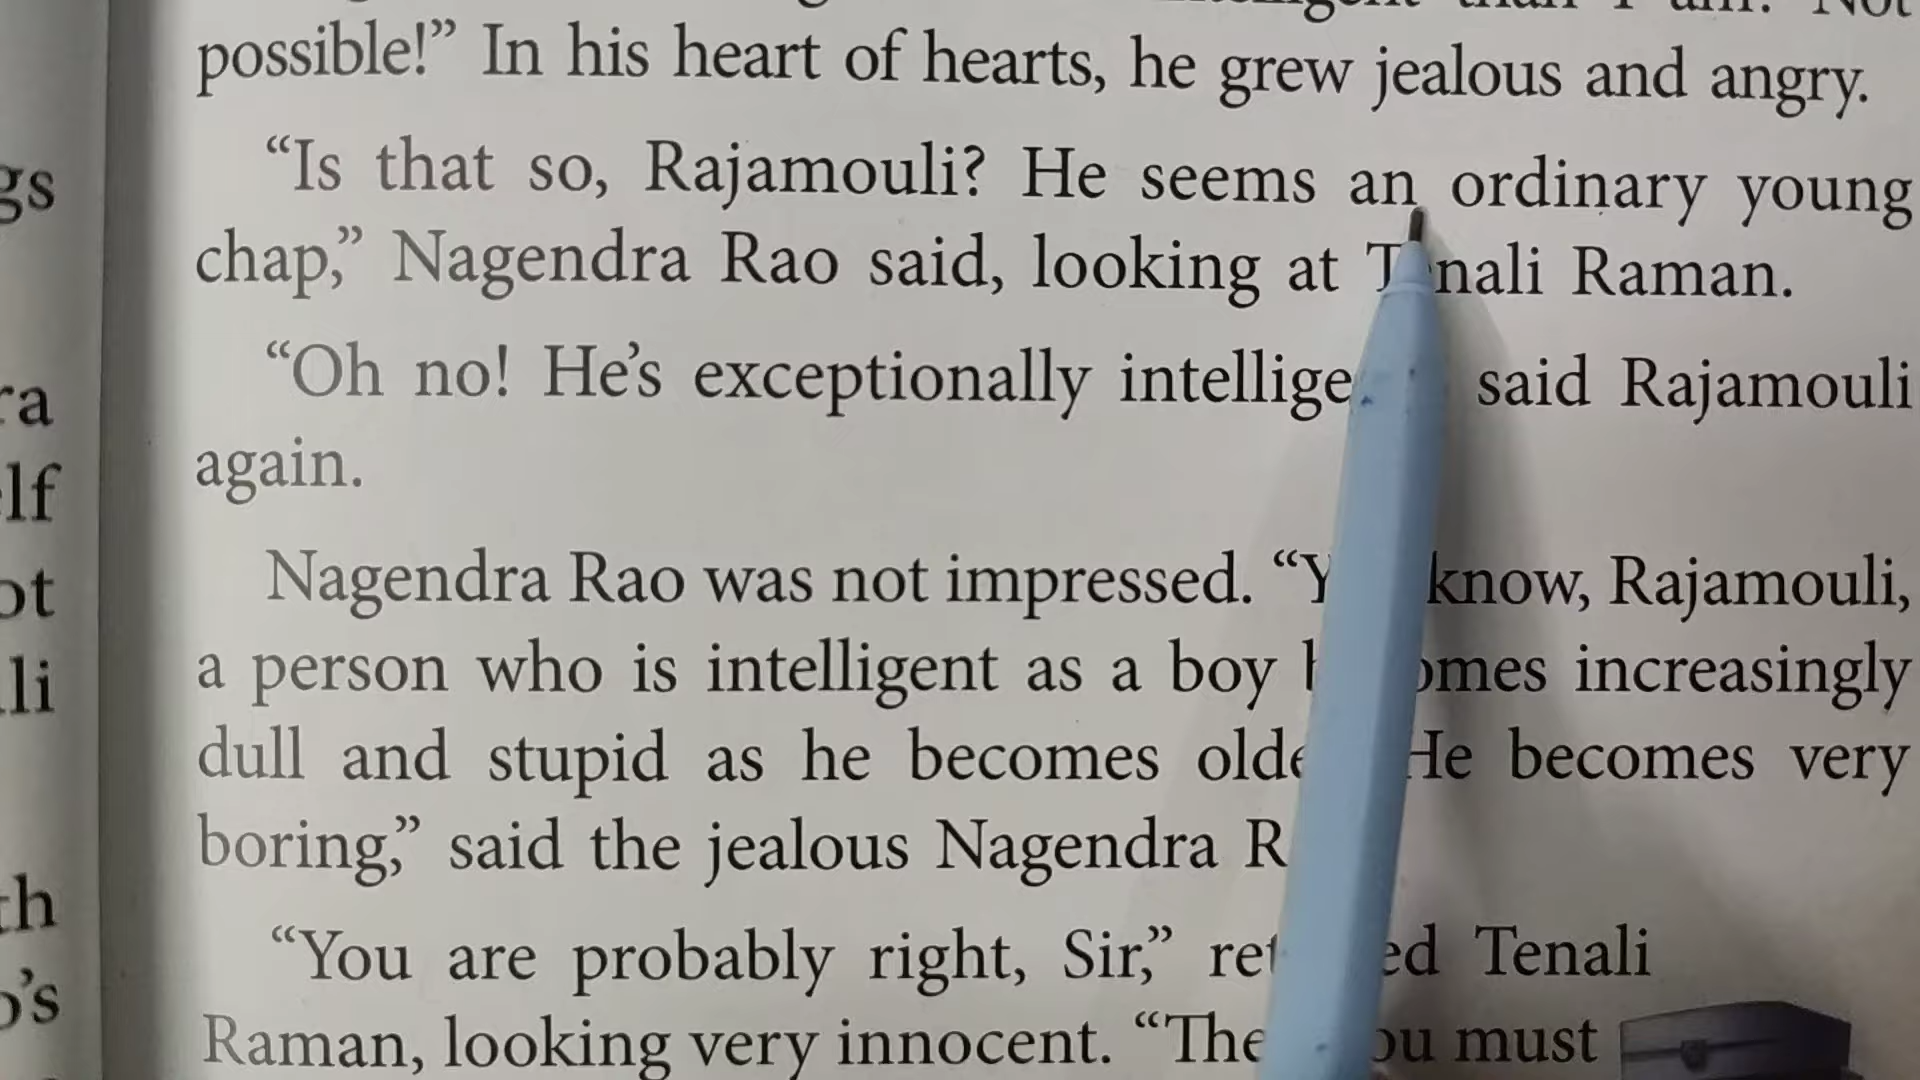 possible!” In his heart of hearts, he grew jealous and angry.
“Is that so, Rajamouli? He seems an ordinary young
chap,” Nagendra Rao said, looking at Tenali Raman.
“Oh no! He’s exceptionally said Rajamouli
again.
Nagendra Rao was not impressed. know, Rajamouli,
a person who is intelligent as a boy increasingly
dull and stupid as he becomes He becomes very
boring,” said the jealous Nagendra
“You are probably right, Sir,” Tenali
Raman, looking very innocent. must